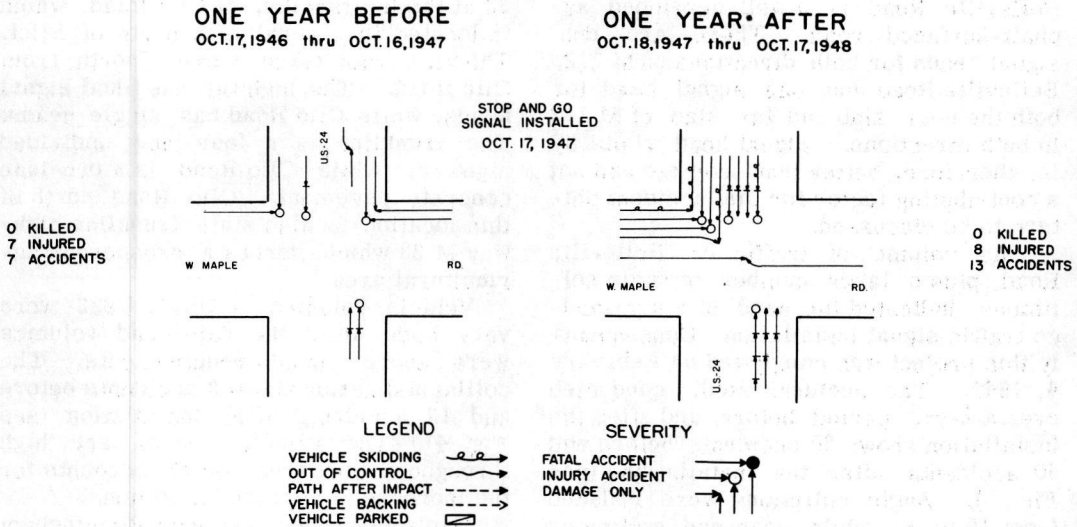 ONE YEAR BEFORE
OCT. 17, 1946 thru OCT. 16, 1947
ONE YEAR AFTER
OCT. 18, 1947 thru OCT. 17, 1948
STOP AND GO
SIGNAL INSTALLED
OCT. 17, 1947
US-24
0 KILLED
7 INJURED
7 ACCIDENTS
W. MAPLE RD.
0 KILLED
8 INJURED
13 ACCIDENTS
W. MAPLE RD.
US-24
LEGEND
VEHICLE SKIDDING
OUT OF CONTROL
PATH AFTER IMPACT
VEHICLE BACKING
VEHICLE PARKED
SEVERITY
FATAL ACCIDENT
INJURY ACCIDENT
DAMAGE ONLY